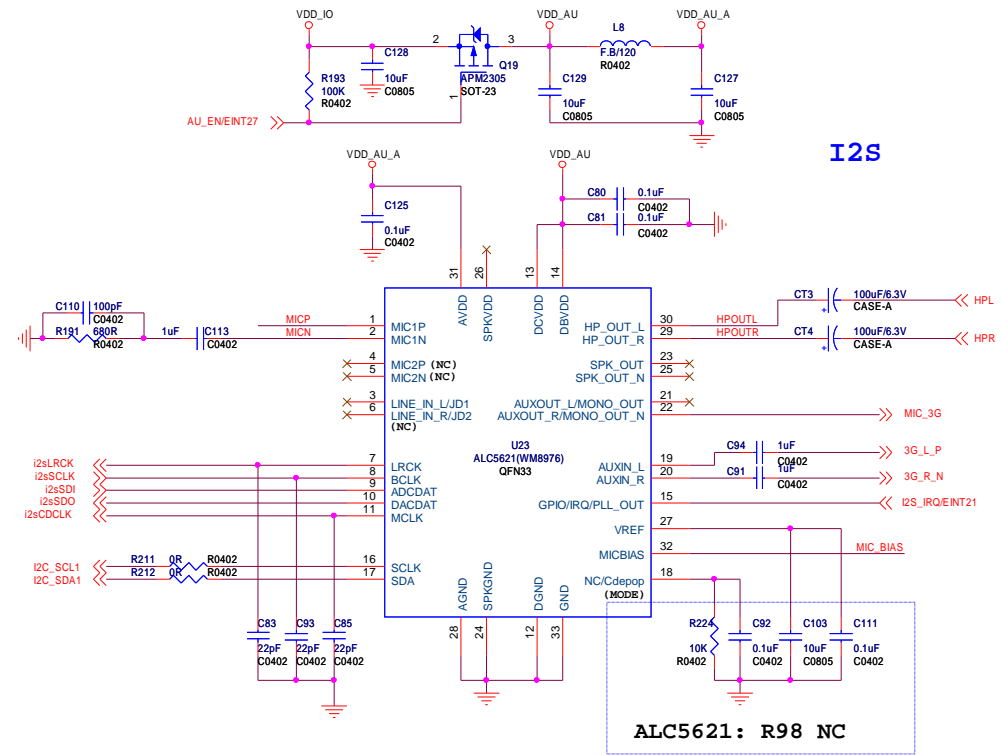 VDD_IO
VDD_AU
VDD_AU_A
C128
10uF
C0805
R193
100K
R0402
2
3
1
Q19
APM2305
SOT-23
L8
F.B/120
R0402
C129
10uF
C0805
C127
10uF
C0805
AU_EN/EINT27
I2S
VDD_AU_A
VDD_AU
C125
0.1uF
C0402
C80
0.1uF
C0402
C81
0.1uF
C0402
31
26
13
14
AVDD
SPKVDD
DCVDD
DBVDD
C110
100pF
C0402
R191
680R
R0402
1uF
C113
C0402
MICP
MICN
1
MIC1P
2
MIC1N
4
MIC2P (NC)
5
MIC2N (NC)
3
LINE_IN_L/JD1
6
LINE_IN_R/JD2
(NC)
U23
ALC5621(WM8976)
QFN33
i2sLRCK
7
LRCK
i2sSCLK
8
BCLK
i2sSDI
9
ADCDAT
i2sSDO
10
DACDAT
i2sCDCLK
11
MCLK
I2C_SCL1
R211
0R
R0402
16
SCLK
I2C_SDA1
R212
0R
R0402
17
SDA
HP_OUT_L
30
HPOUTL
CT3
100uF/6.3V
CASE-A
HPL
HP_OUT_R
29
HPOUTR
CT4
100uF/6.3V
CASE-A
HPR
+
+
SPK_OUT
23
SPK_OUT_N
25
AUXOUT_L/MONO_OUT
21
AUXOUT_R/MONO_OUT_N
22
MIC_3G
AUXIN_L
19
C94
1uF
C0402
3G_L_P
AUXIN_R
20
C91
1uF
C0402
3G_R_N
GPIO/IRQ/PLL_OUT
15
I2S_IRQ/EINT21
VREF
27
MICBIAS
32
MIC_BIAS
NC/Cdepop
18
(MODE)
AGND
SPKGND
DGND
GND
28
24
12
33
C83
22pF
C0402
C93
22pF
C0402
C85
22pF
C0402
R224
10K
R0402
C92
0.1uF
C0402
C103
10uF
C0805
C111
0.1uF
C0402
ALC5621: R98 NC